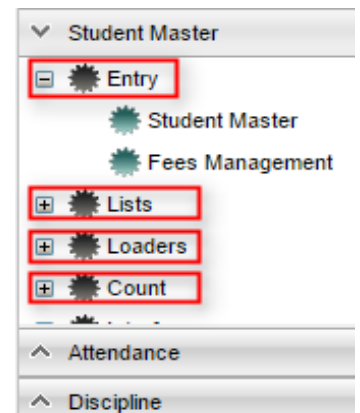 Student Master
Entry
Student Master
Fees Management
Lists
Loaders
Count
Attendance
Discipline